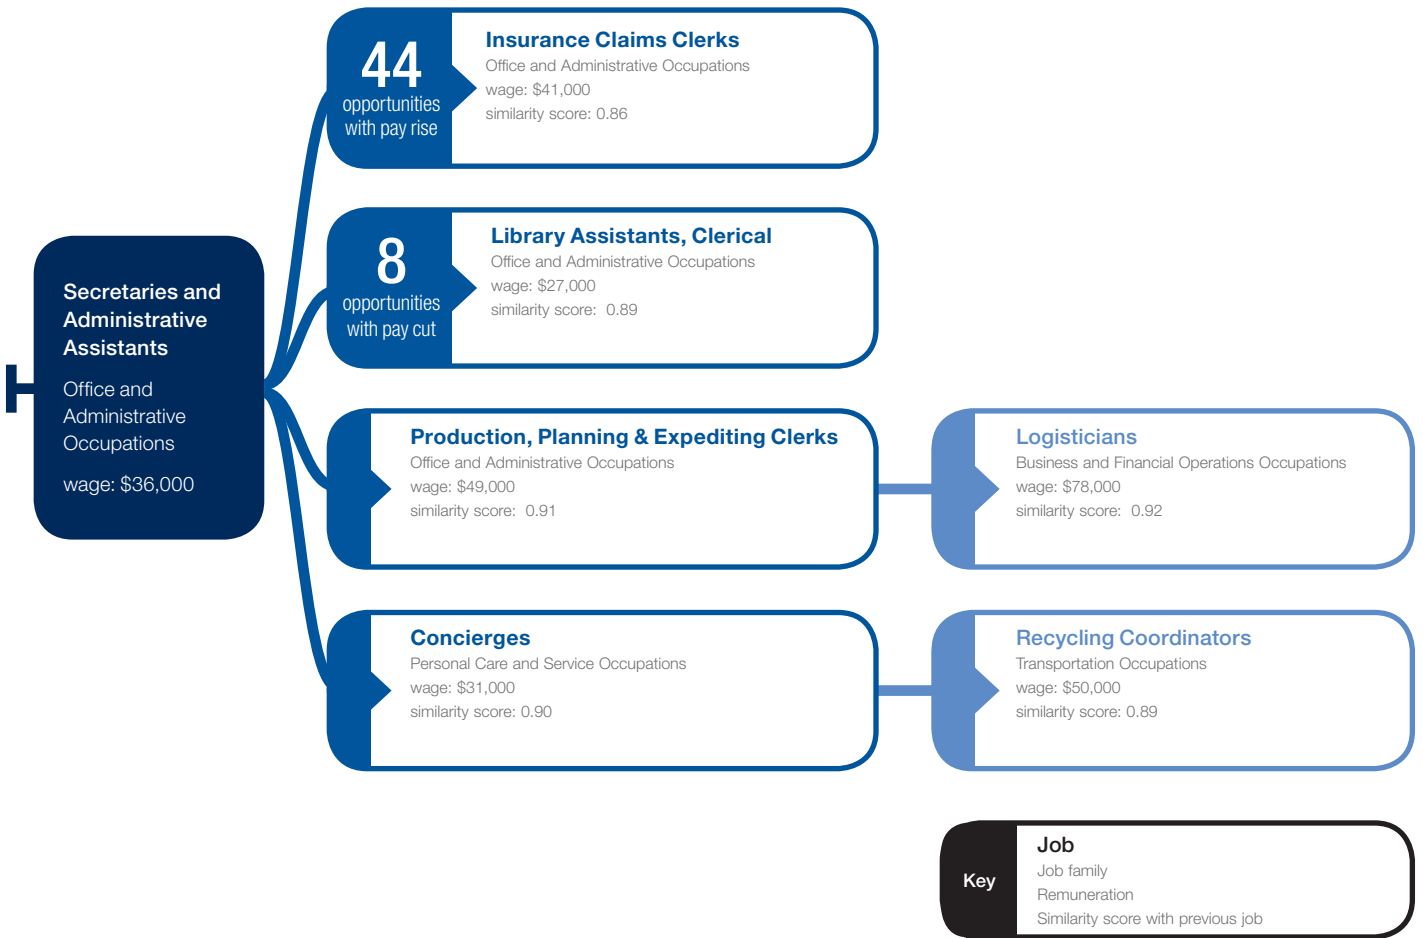 44
opportunities
with pay rise
Insurance Claims Clerks
Office and Administrative Occupations
wage: $41,000
similarity score: 0.86
8
opportunities
with pay cut
Library Assistants, Clerical
Office and Administrative Occupations
wage: $27,000
similarity score: 0.89
Secretaries and
Administrative
Assistants
Office and
Administrative
Occupations
wage: $36,000
Production, Planning & Expediting Clerks
Office and Administrative Occupations
wage: $49,000
similarity score: 0.91
Logisticians
Business and Financial Operations Occupations
wage: $78,000
similarity score: 0.92
Concierges
Personal Care and Service Occupations
wage: $31,000
similarity score: 0.90
Recycling Coordinators
Transportation Occupations
wage: $50,000
similarity score: 0.89
Key
Job
Job family
Remuneration
Similarity score with previous job